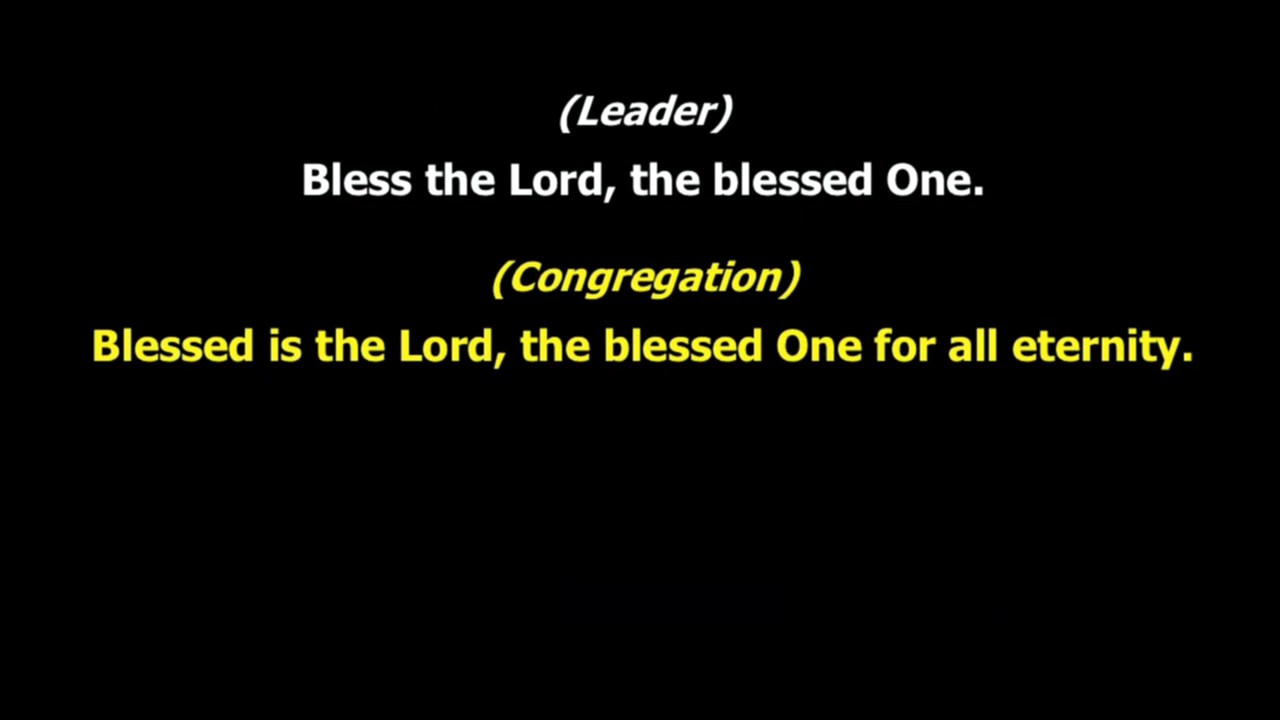 (Leader)
Bless the Lord, the blessed One.
(Congregation)
Blessed is the Lord, the blessed One for all eternity.